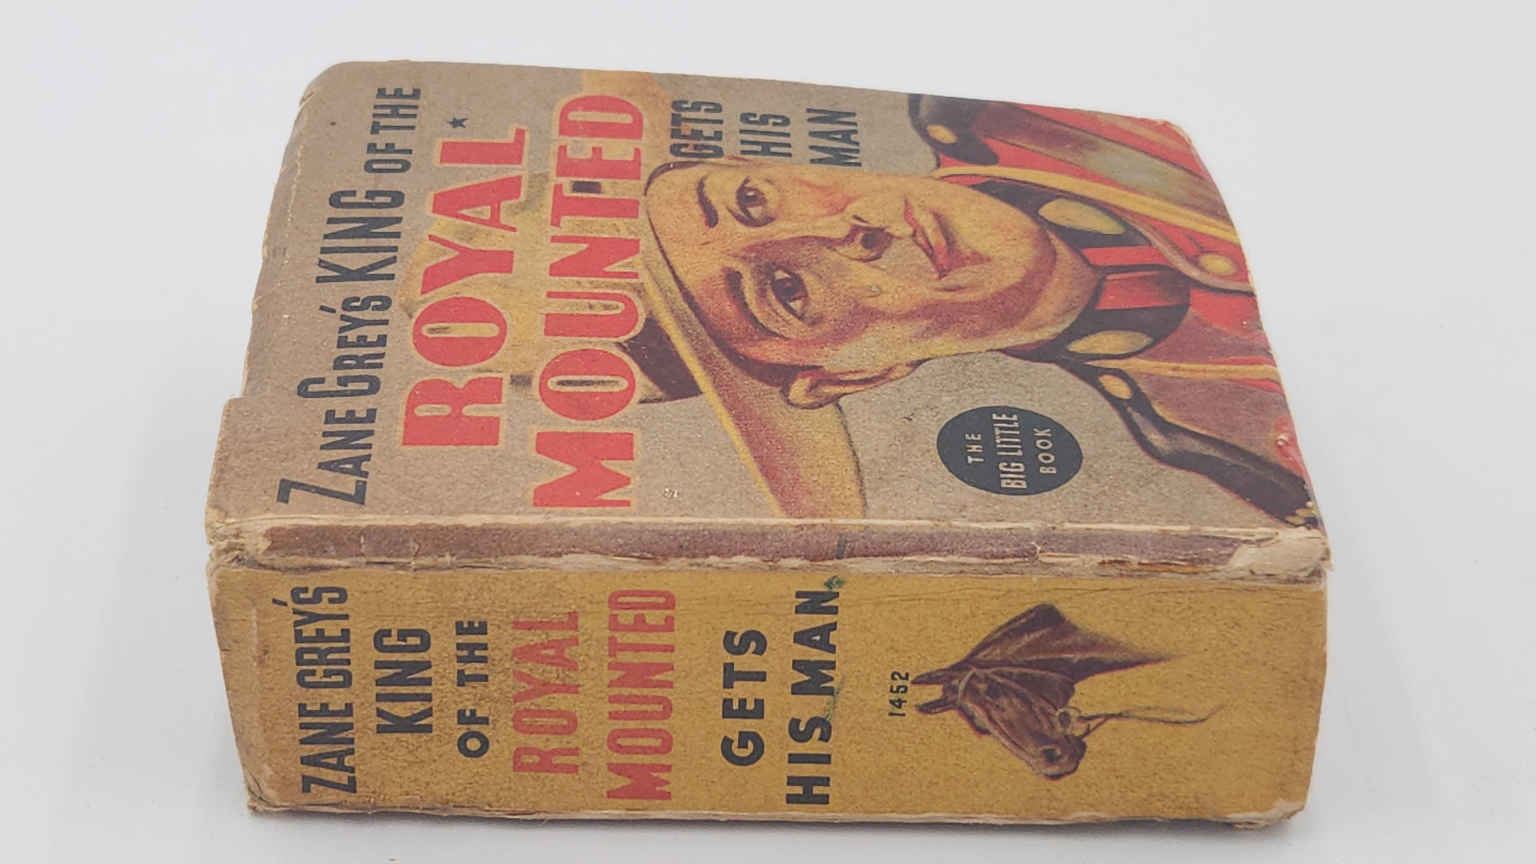 ZANE GREY'S KING OF THE
ROYAL
MOUNTED
GETS
HIS
MAN
THE
BIG LITTLE
BOOK
ZANE GREY'S
KING
OF THE
ROYAL
MOUNTED
GETS
HIS MAN
1452